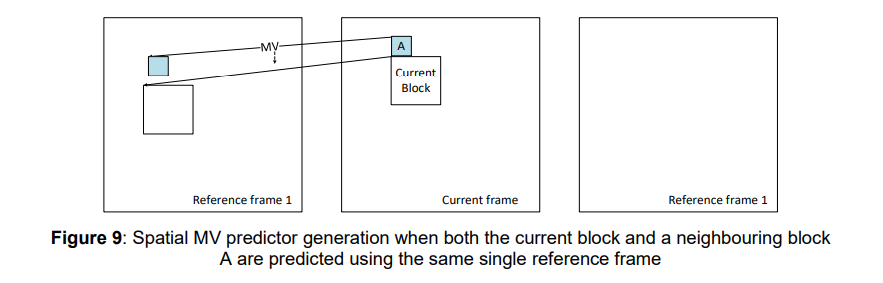 MV
A
Current
Block
Reference frame 1
Current frame
Reference frame 1
Figure 9: Spatial MV predictor generation when both the current block and a neighbouring block
A are predicted using the same single reference frame